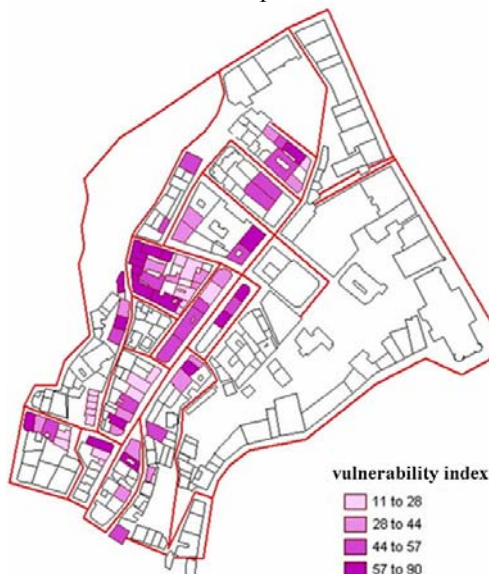 vulnerability index
11 to 28
28 to 44
44 to 57
57 to 90